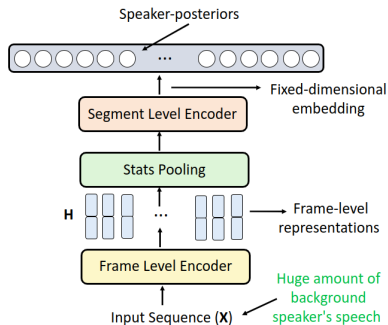 Speaker-posteriors
...
Fixed-dimensional
embedding
Segment Level Encoder
Stats Pooling
H
...
Frame-level
representations
Frame Level Encoder
Huge amount of
background
speaker's speech
Input Sequence (X)